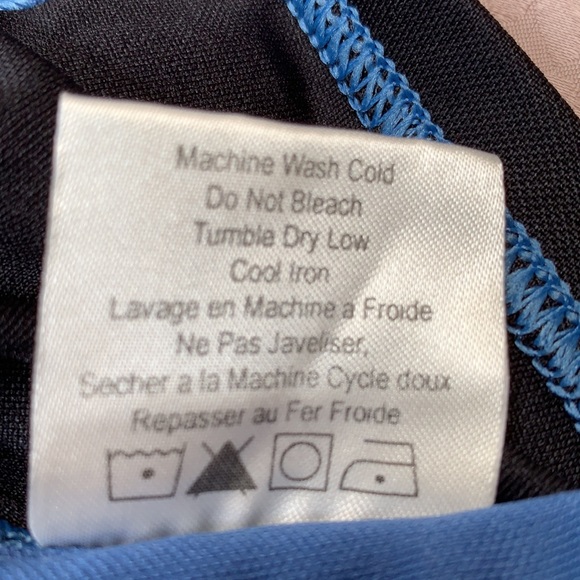 Machine Wash Cold
Do Not Bleach
Tumble Dry Low
Cool Iron
Lavage en Machine a Froide
Ne Pas Javeliser,
Secher a la Machine Cycle doux
Repasser au Fer Froide